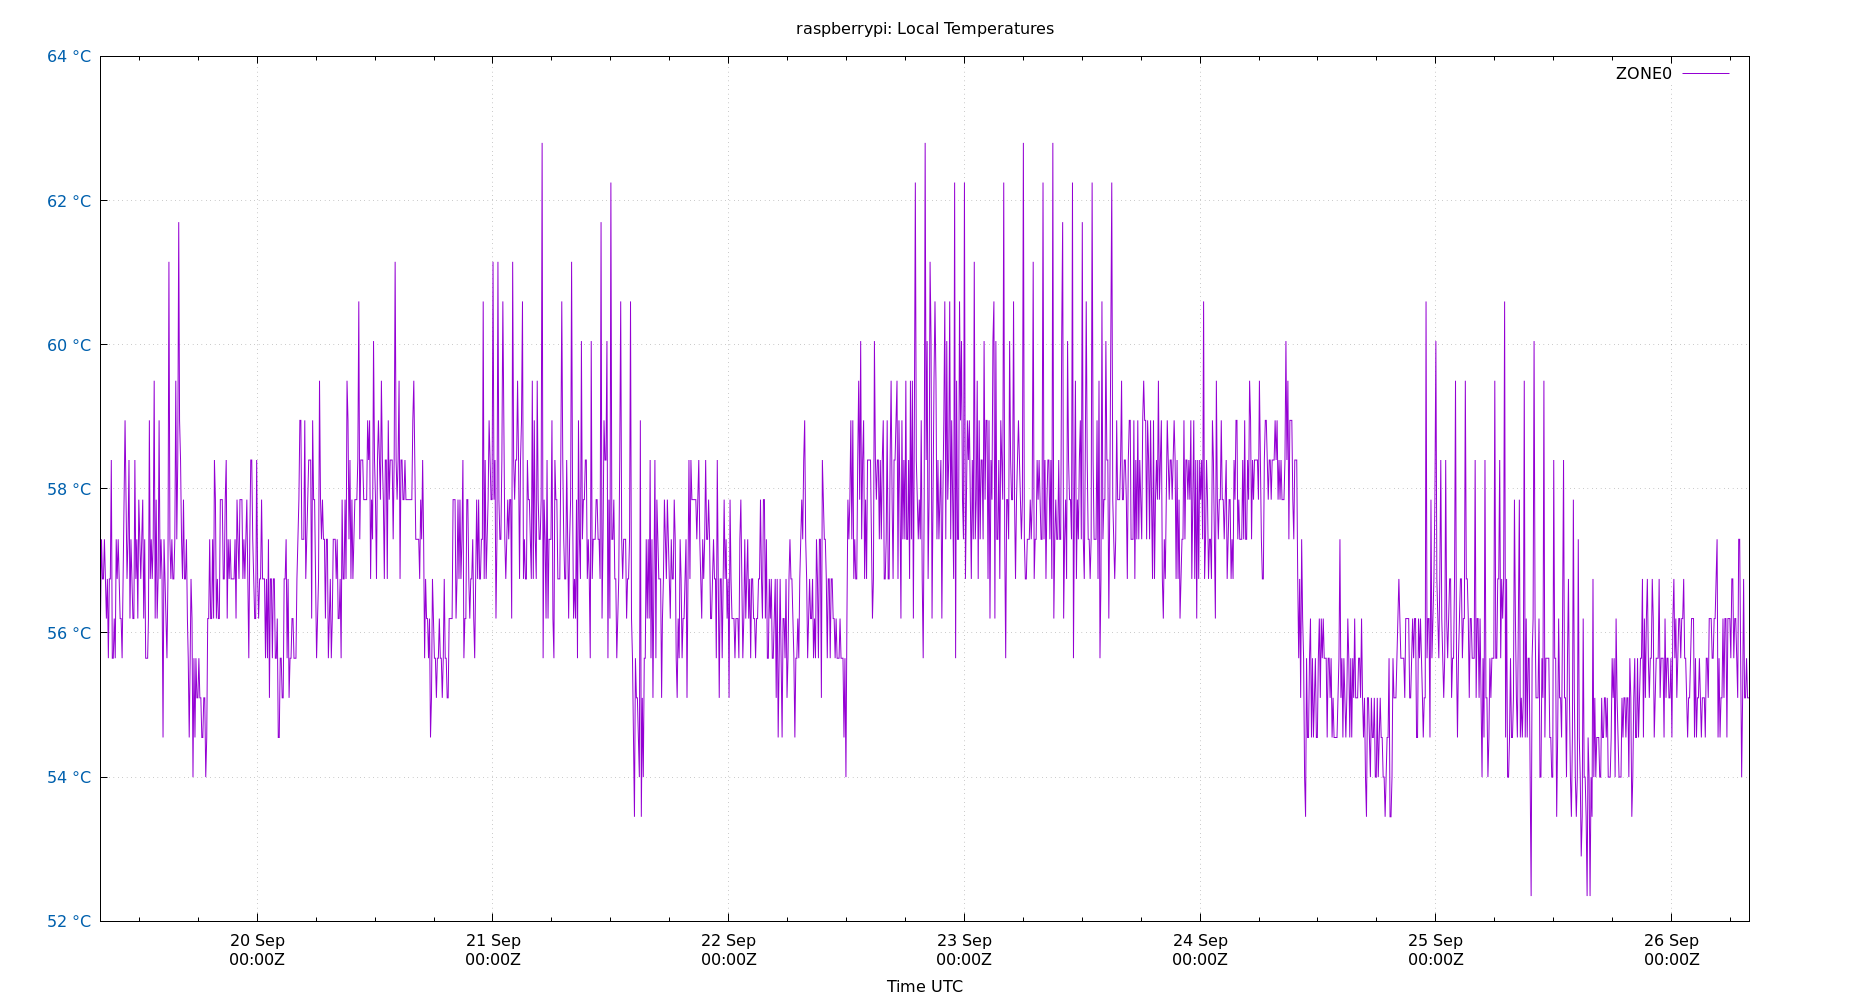 raspberrypi: Local Temperatures
64 °C
ZONE0
62 °C
60 °C
58 °C
56 °C
54 °C
52 °C
20 Sep 21 Sep 22 Sep 23 Sep 24 Sep 25 Sep 26 Sep
00:00Z 00:00Z 00:00Z 00:00Z 00:00Z 00:00Z 00:00Z
Time UTC